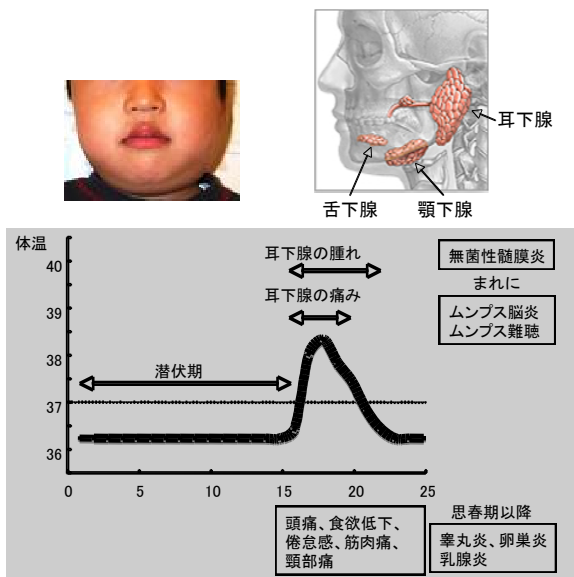 耳下腺
舌下腺
顎下腺
体温
40
39
38
37
36
耳下腺の腫れ
耳下腺の痛み
潜伏期
無菌性髄膜炎
まれに
ムンプス脳炎
ムンプス難聴
0
5
10
15
20
25
頭痛、食欲低下、
倦怠感、筋肉痛、
頸部痛
思春期以降
睾丸炎、卵巣炎
乳腺炎